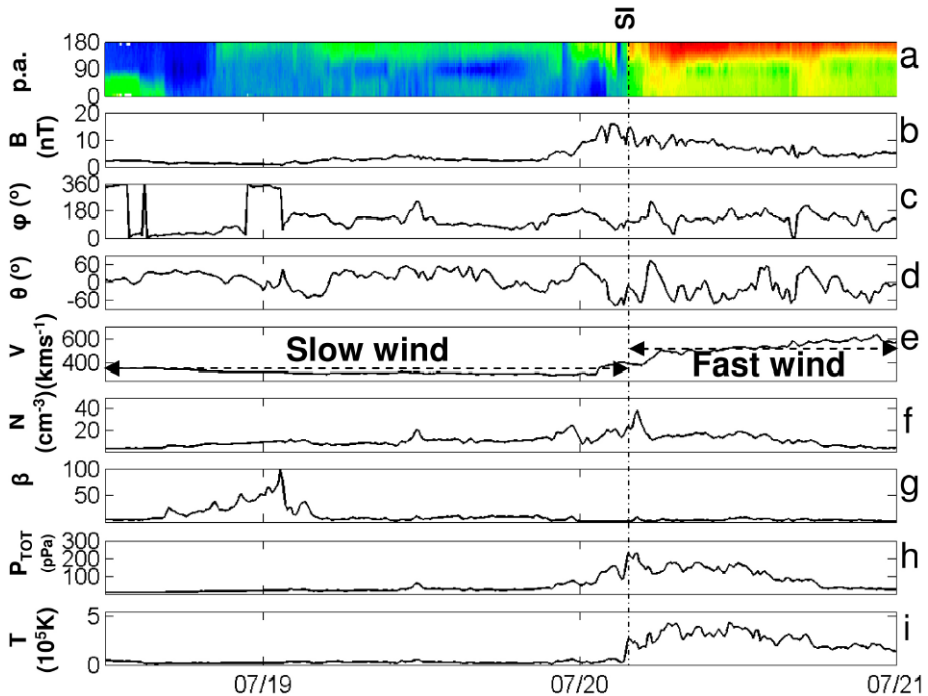 SI
p.a.
180
90
0
a
B
(nT)
20
10
0
b
φ (º)
360
180
0
c
θ (º)
60
0
-60
d
V
(kms⁻¹)
600
400
Slow wind
Fast wind
e
N
(cm⁻³)
40
20
f
β
100
50
g
P_TOT
(pPa)
300
200
100
h
T
(10⁵K)
5
0
i
07/19
07/20
07/21